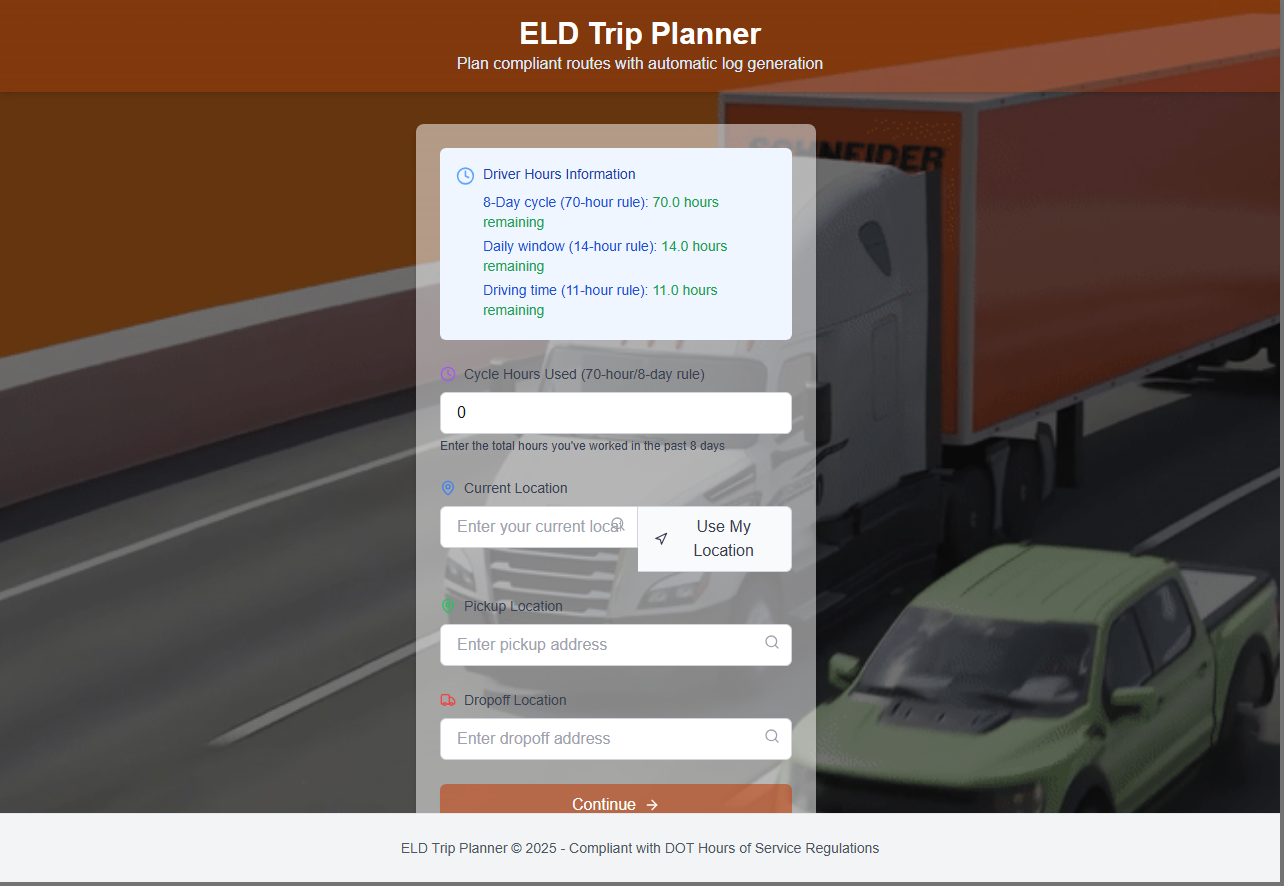 ELD Trip Planner
Plan compliant routes with automatic log generation
SCHNEIDER
Driver Hours Information
8-Day cycle (70-hour rule): 70.0 hours
remaining
Daily window (14-hour rule): 14.0 hours
remaining
Driving time (11-hour rule): 11.0 hours
remaining
Cycle Hours Used (70-hour/8-day rule)
0
Enter the total hours you've worked in the past 8 days
Current Location
Enter your current loca
Use My
Location
Pickup Location
Enter pickup address
Dropoff Location
Enter dropoff address
Continue
ELD Trip Planner © 2025 - Compliant with DOT Hours of Service Regulations